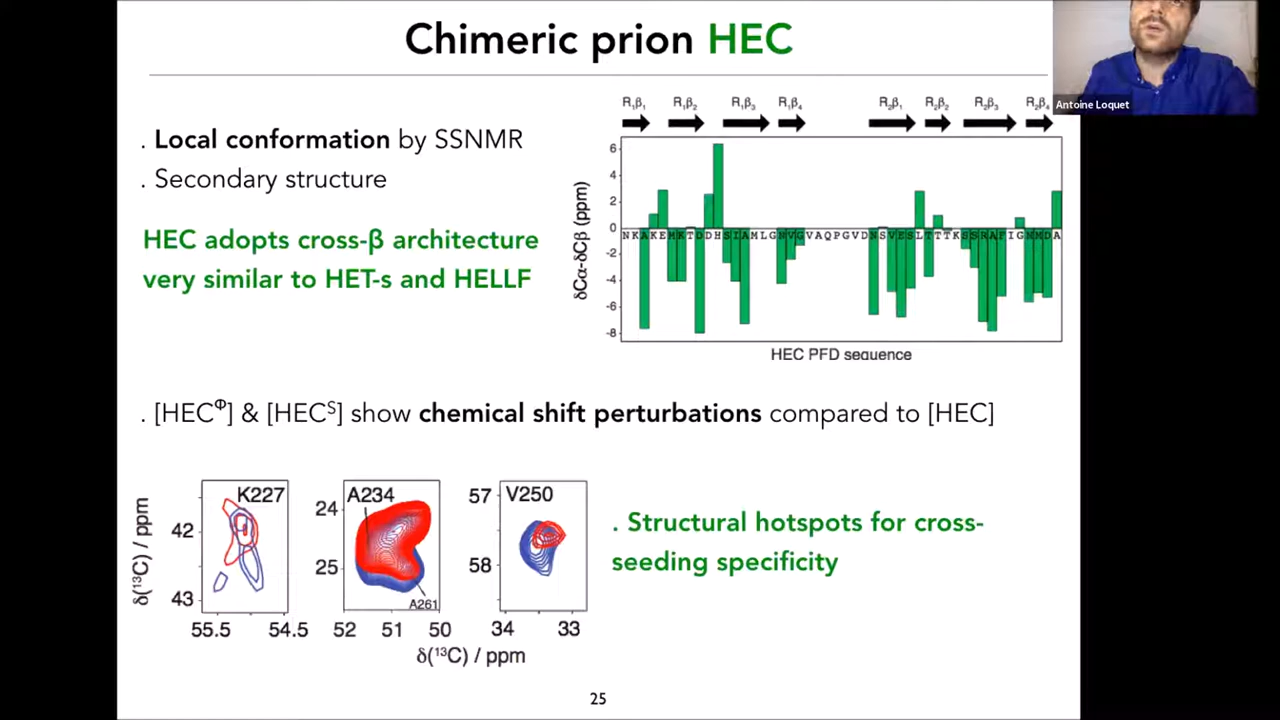 Chimeric prion HEC
Antoine Loquet
. Local conformation by SSNMR
. Secondary structure
HEC adopts cross-β architecture
very similar to HET-s and HELLF
R₁β₁ R₁β₂ R₁β₃ R₁β₄ R₂β₁ R₂β₂ R₂β₃ R₂β₄
δCα-δCβ (ppm)
6
4
2
0
-2
-4
-6
-8
HEC PFD sequence
. [HECᶲ] & [HECˢ] show chemical shift perturbations compared to [HEC]
δ(¹³C) / ppm
K227
42
43
55.5 54.5
A234
24
25
A261
52 51 50
V250
57
58
34 33
δ(¹³C) / ppm
. Structural hotspots for cross-
seeding specificity
25